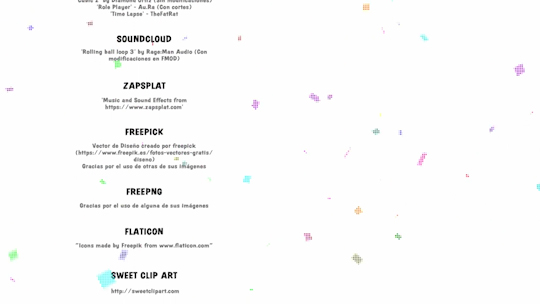 'Role Player' - Au.Ra (Con cortes)
'Time Lapse' - TheFatRat
SOUNDCLOUD
'Rolling ball loop 3' by Rage:Man Audio (Con
modificaciones en FMOD)
ZAPSPLAT
'Music and Sound Effects from
https://www.zapsplat.com'
FREEPICK
Vector de Diseño creado por freepick
(https://www.freepik.es/fotos-vectores-gratis/
diseno)
Gracias por el uso de otras de sus imágenes
FREEPNG
Gracias por el uso de alguna de sus imágenes
FLATICON
"Icons made by Freepik from www.flaticon.com"
SWEET CLIP ART
http://sweetclipart.com